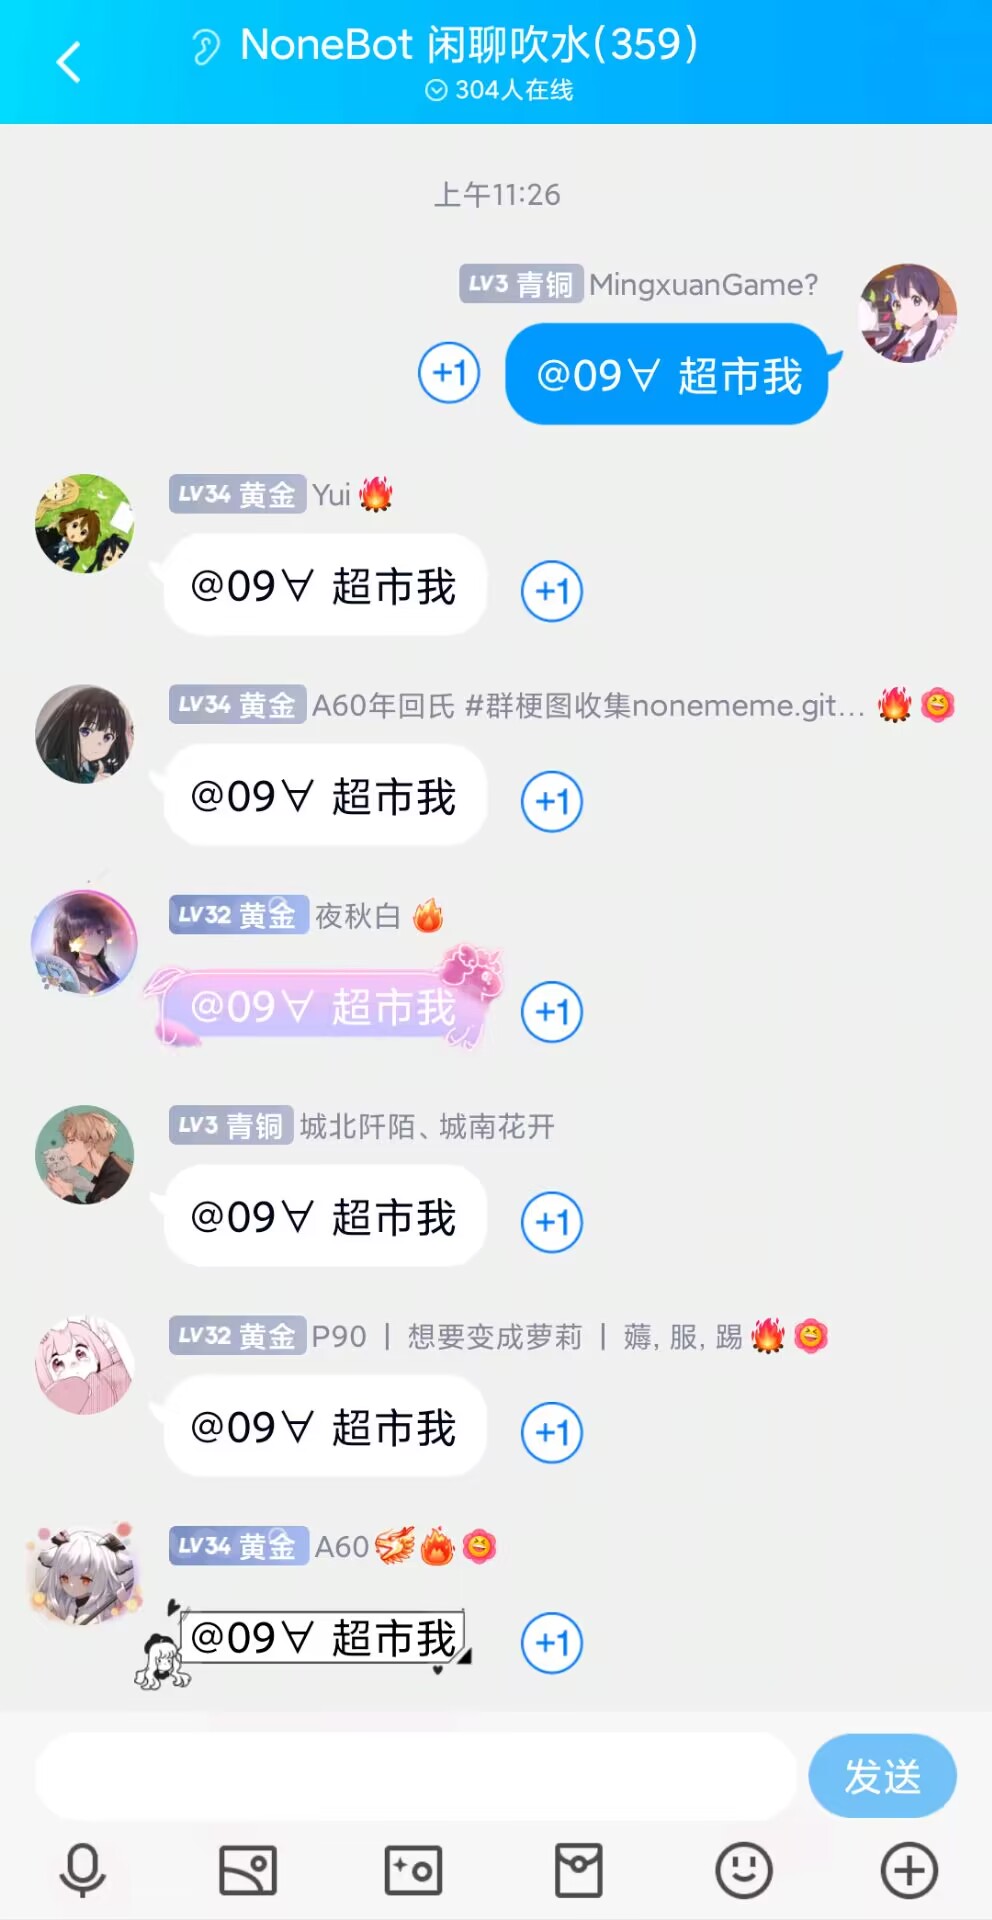 NoneBot 闲聊吹水(359)
304人在线
上午11:26
LV3 青铜 MingxuanGame?
+1 @09∀ 超市我
LV34 黄金 Yui🔥
@09∀ 超市我 +1
LV34 黄金 A60年回氏 #群梗图收集nonememe.git...
@09∀ 超市我 +1
LV32 黄金 夜秋白
@09∀ 超市我 +1
LV3 青铜 城北阡陌、城南花开
@09∀ 超市我 +1
LV32 黄金 P90 | 想要变成萝莉 | 薅, 服, 踢
@09∀ 超市我 +1
LV34 黄金 A60
@09∀ 超市我 +1
发送